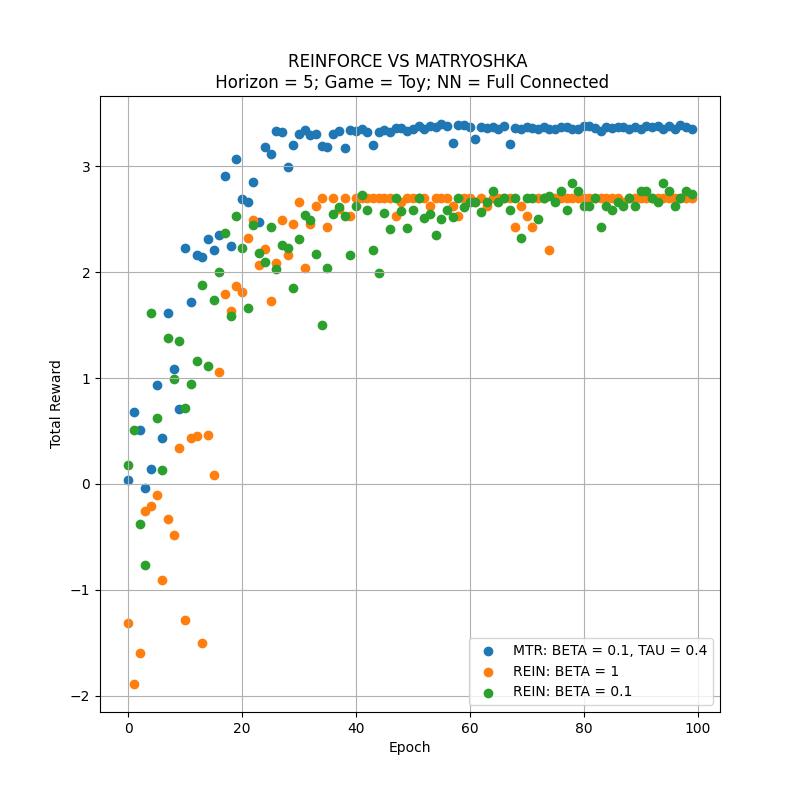 REINFORCE VS MATRYOSHKA
Horizon = 5; Game = Toy; NN = Full Connected
Total Reward
3
2
1
0
−1
−2
0 20 40 60 80 100
Epoch
MTR: BETA = 0.1, TAU = 0.4
REIN: BETA = 1
REIN: BETA = 0.1